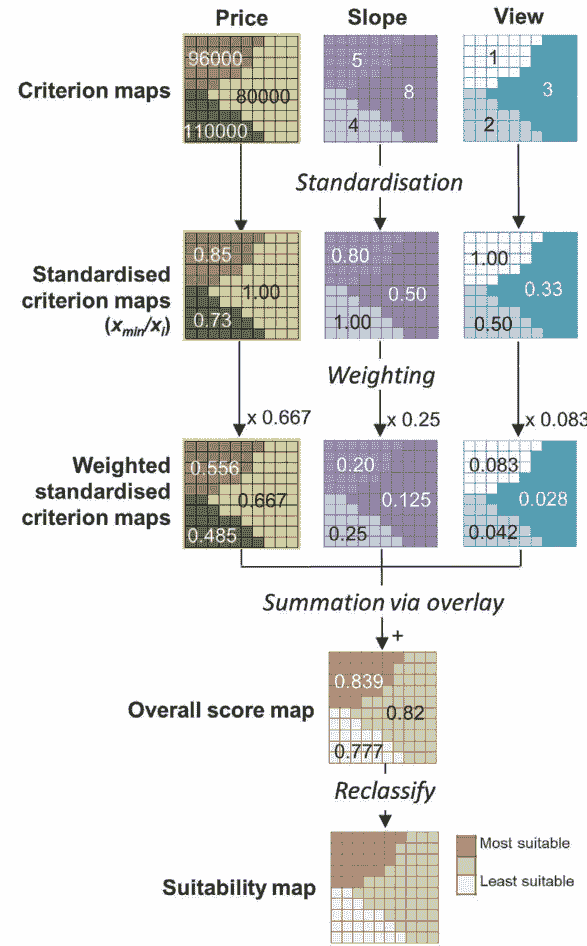 Price Slope View
Criterion maps
96000
80000
110000
5
8
4
1
3
2
Standardisation
Standardised
criterion maps
(xmin/xi)
0.85
1.00
0.73
0.80
0.50
1.00
1.00
0.33
0.50
Weighting
x 0.667 x 0.25 x 0.083
Weighted
standardised
criterion maps
0.556
0.667
0.485
0.20
0.125
0.25
0.083
0.028
0.042
Summation via overlay
+
Overall score map
0.839
0.82
0.777
Reclassify
Suitability map
Most suitable
Least suitable